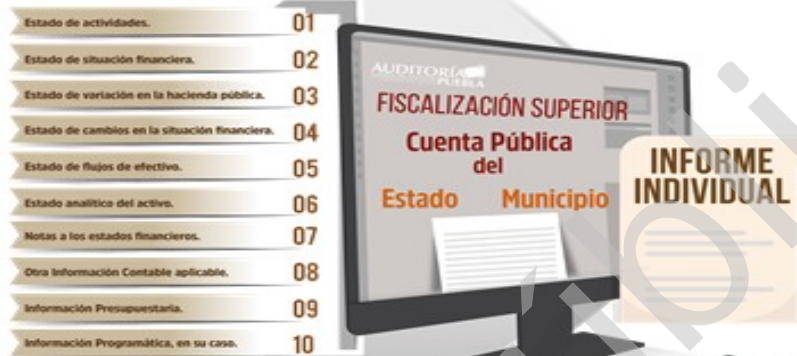 Estado de actividades. 01
Estado de situación financiera. 02
Estado de variación en la hacienda pública. 03
Estado de cambios en la situación financiera. 04
Estado de flujos de efectivo. 05
Estado analítico del activo. 06
Notas a los estados financieros. 07
Otra Información Contable aplicable. 08
Información Presupuestaria. 09
Información Programática, en su caso. 10
AUDITORÍA
PUEBLA
FISCALIZACIÓN SUPERIOR
Cuenta Pública
del
Estado Municipio
INFORME
INDIVIDUAL